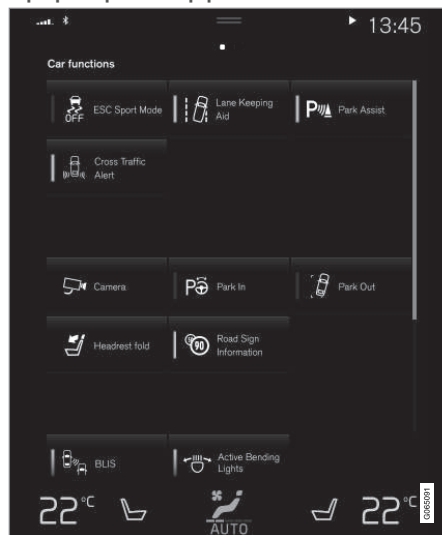 13:45
Car functions
OFF
ESC Sport Mode
Lane Keeping
Aid
P
Park Assist
Cross Traffic
Alert
Camera
P
Park In
Park Out
Headrest fold
90
Road Sign
Information
BLIS
Active Bending
Lights
22°C
AUTO
22°C
G065091